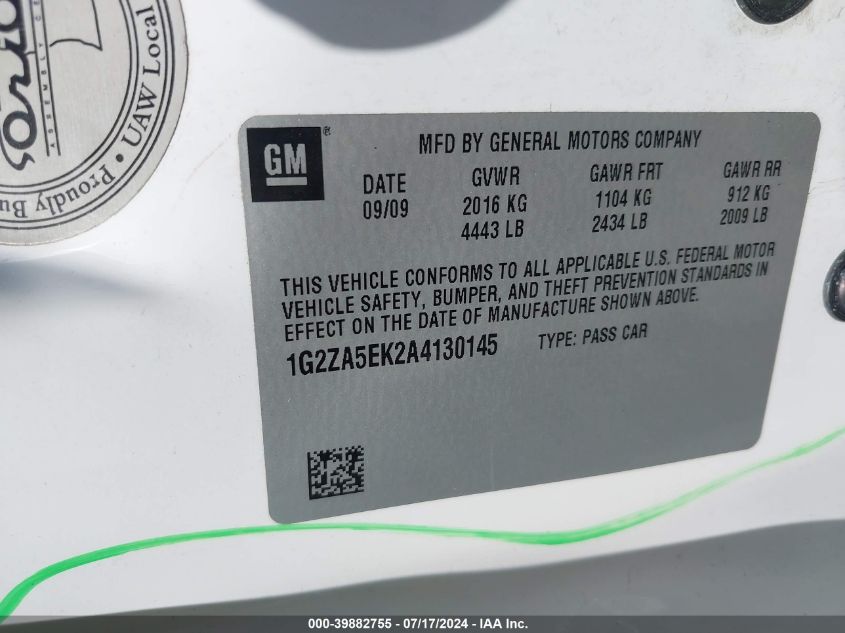 ASSEMBLY
Proudly Bu
• UAW Local
GM®
MFD BY GENERAL MOTORS COMPANY
DATE GVWR GAWR FRT GAWR RR
09/09 2016 KG 1104 KG 912 KG
4443 LB 2434 LB 2009 LB
THIS VEHICLE CONFORMS TO ALL APPLICABLE U.S. FEDERAL MOTOR
VEHICLE SAFETY, BUMPER, AND THEFT PREVENTION STANDARDS IN
EFFECT ON THE DATE OF MANUFACTURE SHOWN ABOVE.
1G2ZA5EK2A4130145 TYPE: PASS CAR
000-39882755 - 07/17/2024 - IAA Inc.